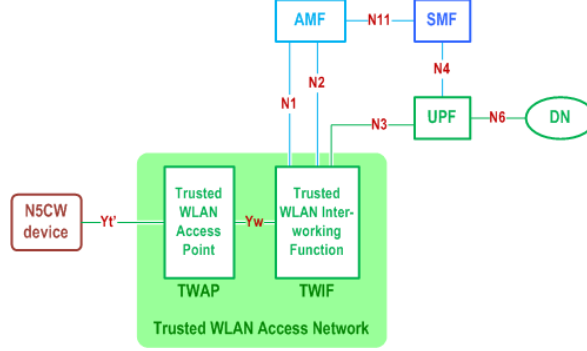 AMF
N11
SMF
N1
N2
N4
N3
UPF
N6
DN
N5CW
device
Yt’
Trusted
WLAN
Access
Point
Yw
Trusted
WLAN Inter-
working
Function
TWAP
TWIF
Trusted WLAN Access Network